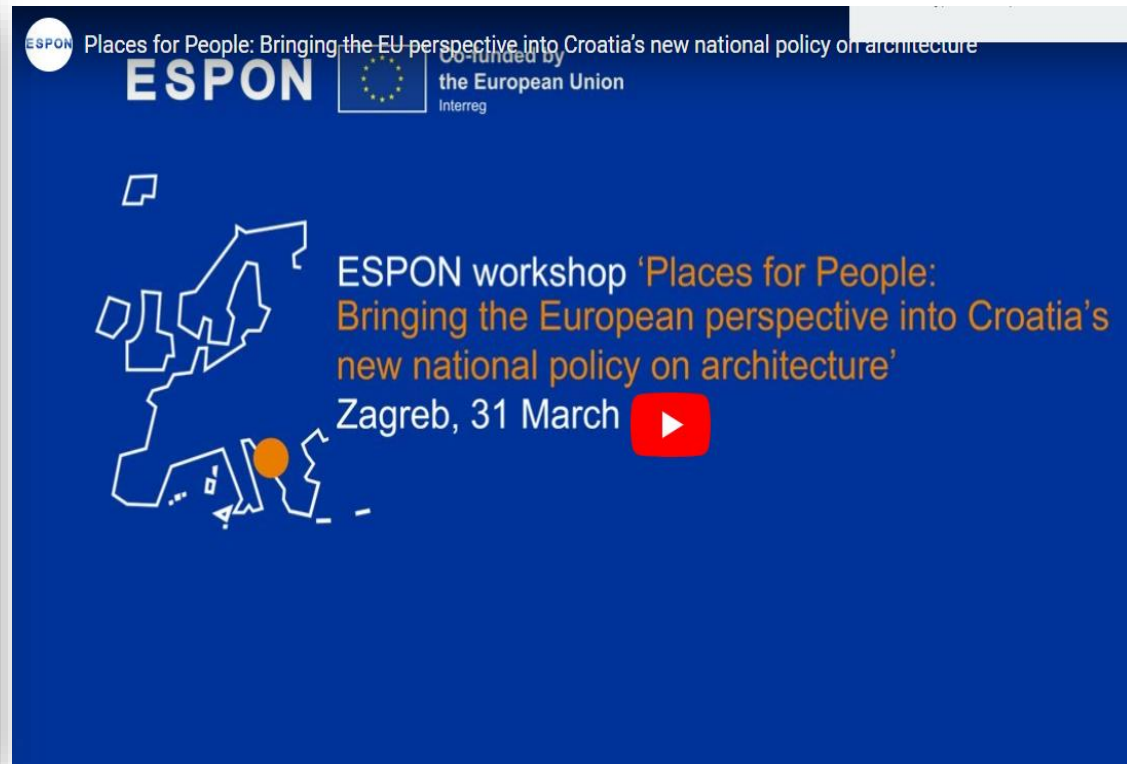 ESPON
Places for People: Bringing the EU perspective into Croatia's new national policy on architecture
ESPON
Co-funded by
the European Union
Interreg
ESPON workshop ‘Places for People:
Bringing the European perspective into Croatia’s
new national policy on architecture’
Zagreb, 31 March